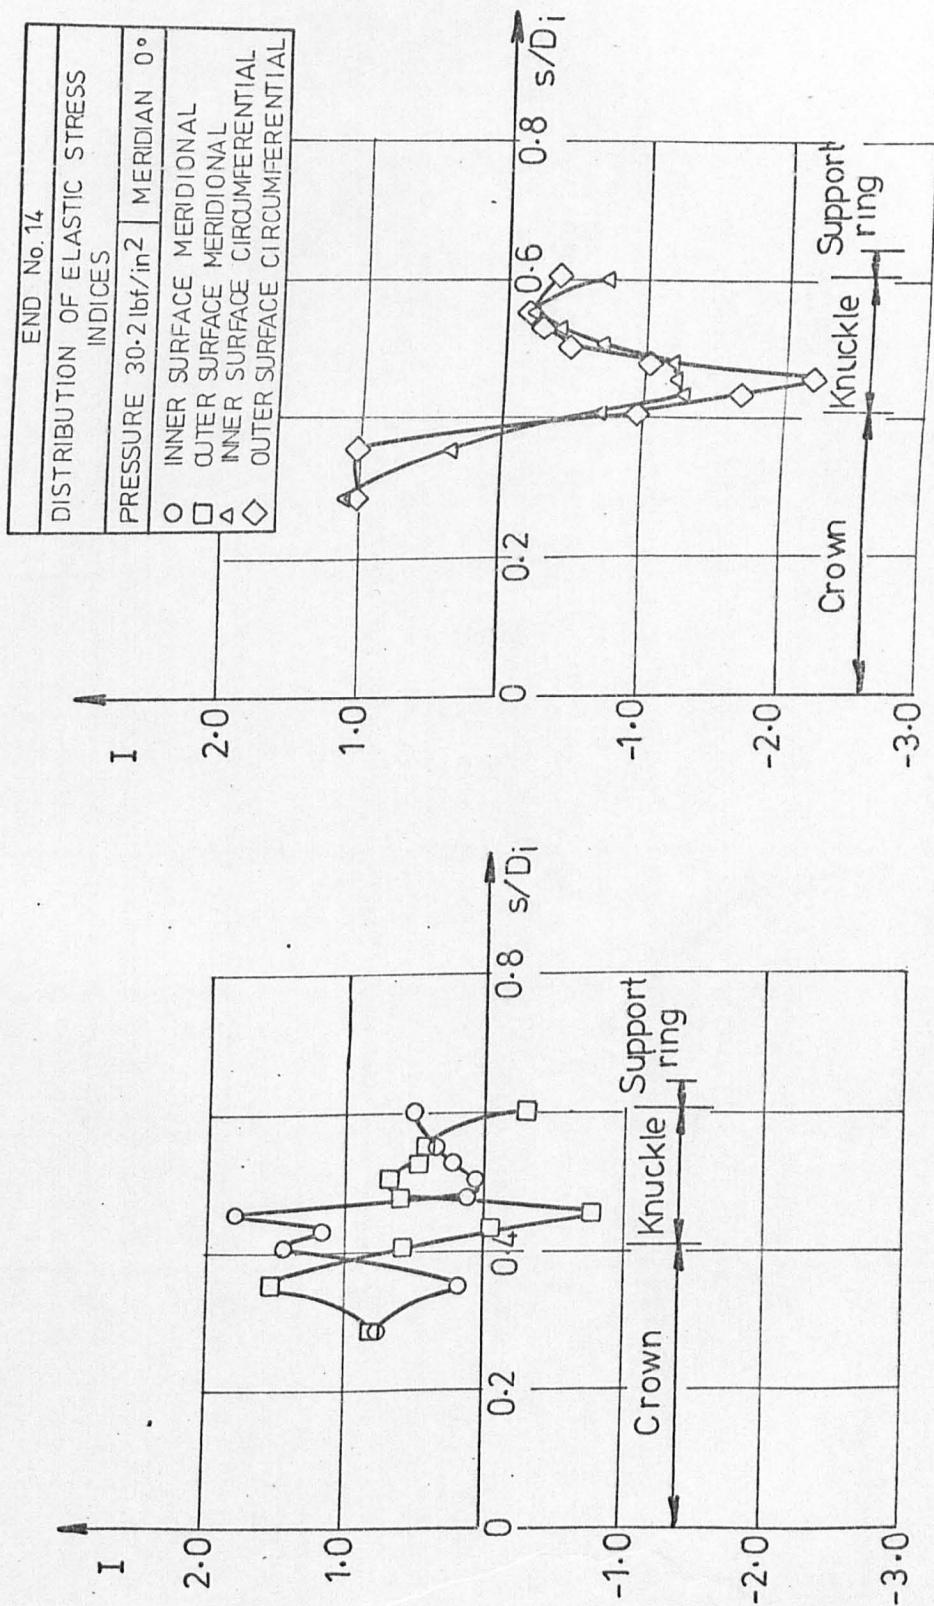 END No.14
DISTRIBUTION OF ELASTIC STRESS
INDICES
PRESSURE 30·2 lbf/in² MERIDIAN 0°
INNER SURFACE MERIDIONAL
OUTER SURFACE MERIDIONAL
INNER SURFACE CIRCUMFERENTIAL
OUTER SURFACE CIRCUMFERENTIAL
I
2·0
1·0
0
-1·0
-2·0
-3·0
0·2
0·4
0·8
s/Di
Crown
Knuckle
Support
ring
I
2·0
1·0
0
-1·0
-2·0
-3·0
0·2
0·6
0·8
s/Di
Crown
Knuckle
Support
ring